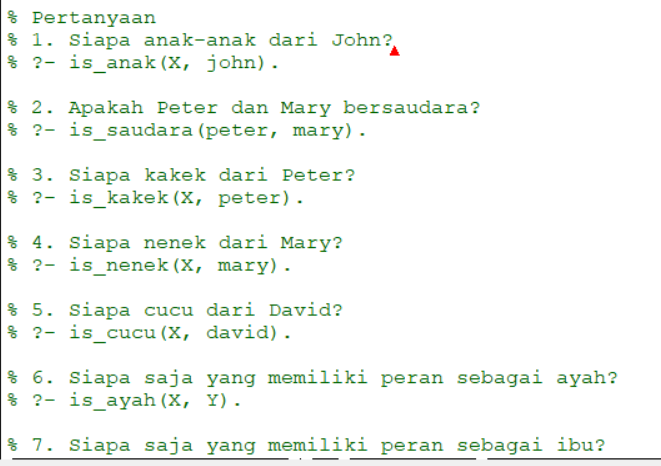 % Pertanyaan
% 1. Siapa anak-anak dari John?
% ?- is_anak(X, john).
% 2. Apakah Peter dan Mary bersaudara?
% ?- is_saudara(peter, mary).
% 3. Siapa kakek dari Peter?
% ?- is_kakek(X, peter).
% 4. Siapa nenek dari Mary?
% ?- is_nenek(X, mary).
% 5. Siapa cucu dari David?
% ?- is_cucu(X, david).
% 6. Siapa saja yang memiliki peran sebagai ayah?
% ?- is_ayah(X, Y).
% 7. Siapa saja yang memiliki peran sebagai ibu?